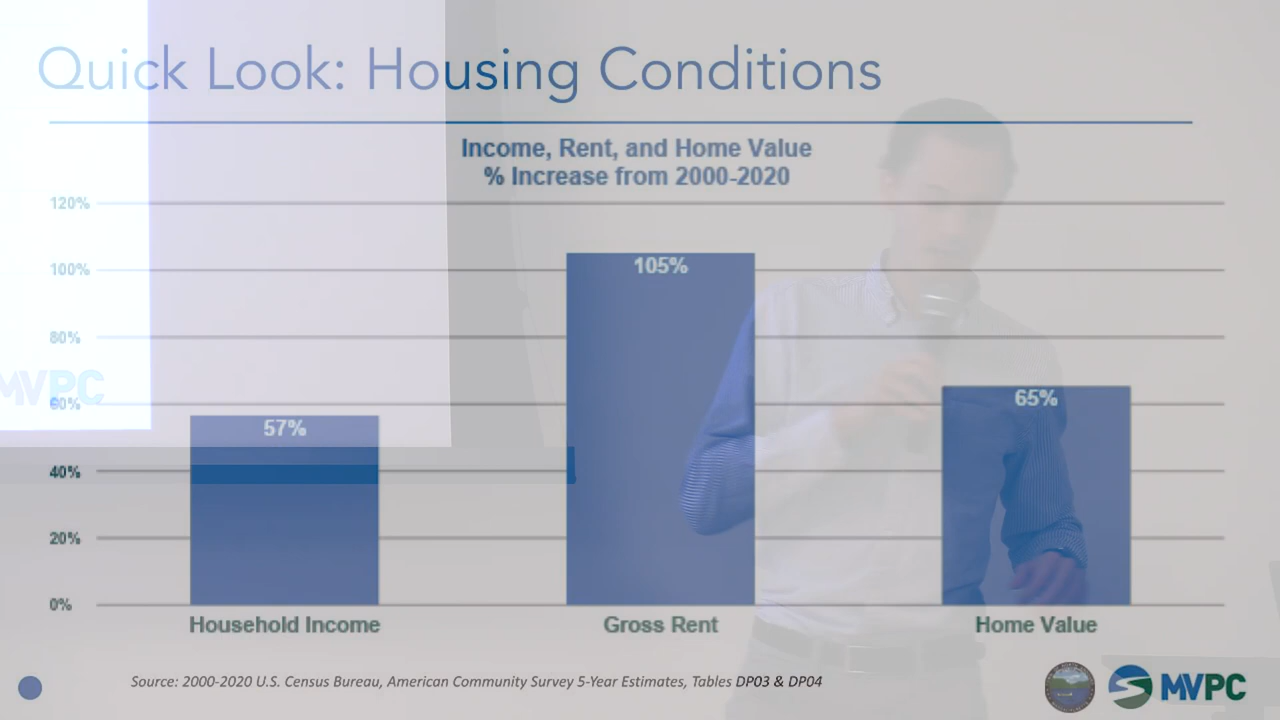 Quick Look: Housing Conditions
Income, Rent, and Home Value
% Increase from 2000-2020
120%
100%
80%
60%
40%
20%
0%
57%
105%
65%
Household Income
Gross Rent
Home Value
MVPC
Source: 2000-2020 U.S. Census Bureau, American Community Survey 5-Year Estimates, Tables DP03 & DP04
MVPC